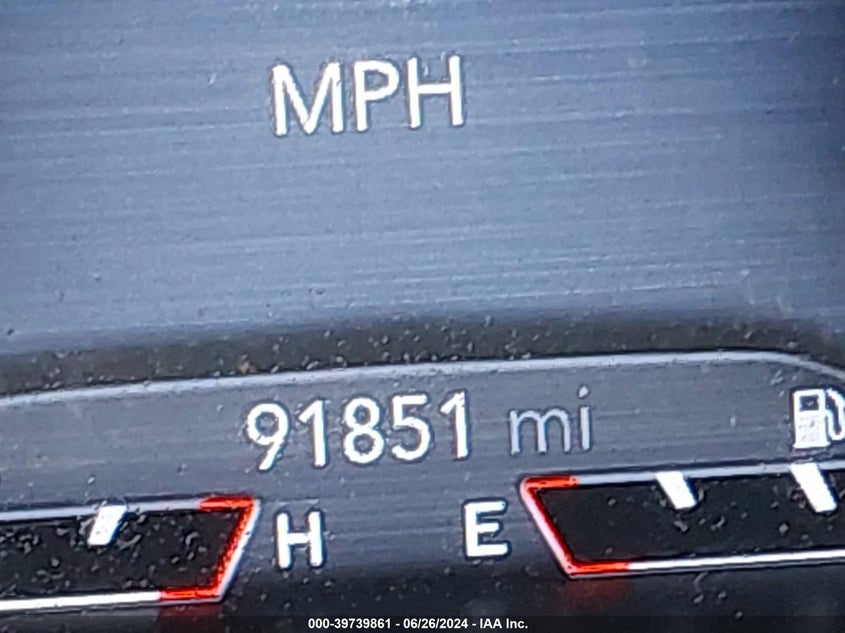 MPH
91851 mi
H E
000-39739861 - 06/26/2024 - IAA Inc.